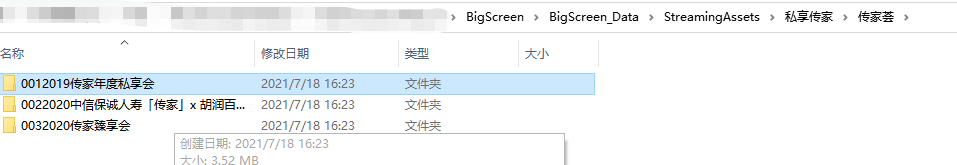 BigScreen > BigScreen_Data > StreamingAssets > 私享传家 > 传家荟 >
名称 修改日期 类型 大小
0012019传家年度私享会 2021/7/18 16:23 文件夹
0022020中信保诚人寿「传家」x 胡润百... 2021/7/18 16:23 文件夹
0032020传家臻享会 2021/7/18 16:23 文件夹
创建日期: 2021/7/18 16:23
大小: 3.52 MB